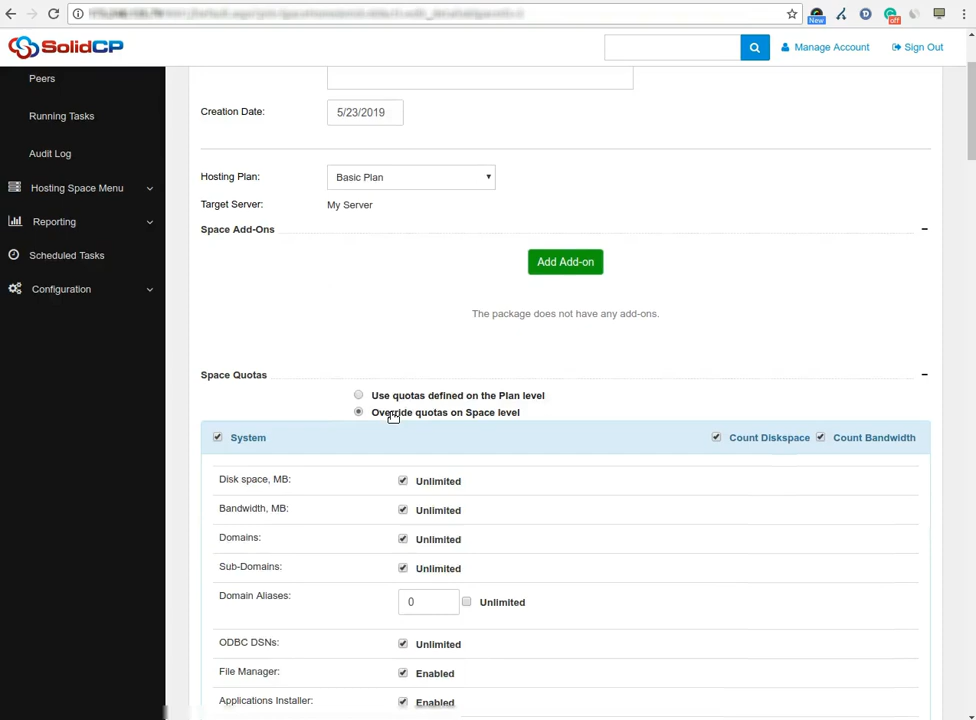 New
off
SolidCP
Manage Account
Sign Out
Peers
Running Tasks
Audit Log
Hosting Space Menu
Reporting
Scheduled Tasks
Configuration
Creation Date:
5/23/2019
Hosting Plan:
Basic Plan
Target Server:
My Server
Space Add-Ons
Add Add-on
The package does not have any add-ons.
Space Quotas
Use quotas defined on the Plan level
Override quotas on Space level
System
Count Diskspace
Count Bandwidth
Disk space, MB:
Unlimited
Bandwidth, MB:
Unlimited
Domains:
Unlimited
Sub-Domains:
Unlimited
Domain Aliases:
0
Unlimited
ODBC DSNs:
Unlimited
File Manager:
Enabled
Applications Installer:
Enabled